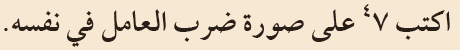 اكتب ٧⁴ على صورة ضرب العامل في نفسه.